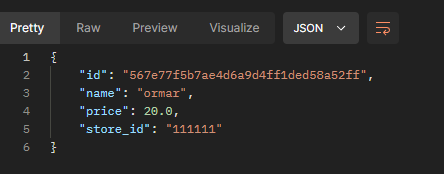 Pretty Raw Preview Visualize JSON
1 {
2 "id": "567e77f5b7ae4d6a9d4ff1ded58a52ff",
3 "name": "ormar",
4 "price": 20.0,
5 "store_id": "111111"
6 }